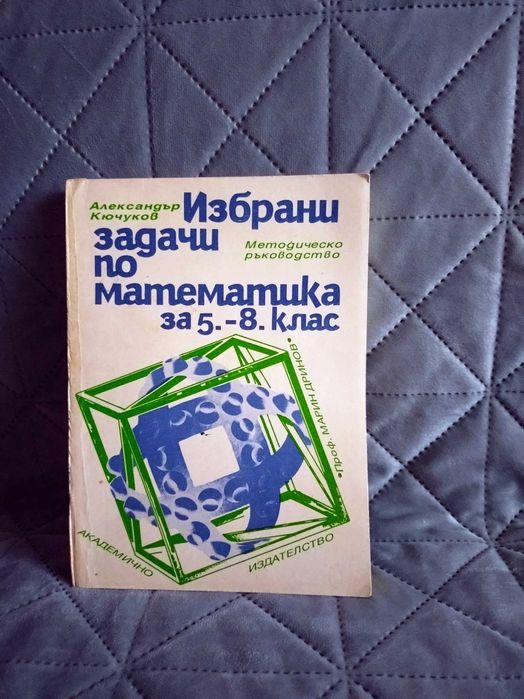 Александър
Кючуков
Избрани
задачи
по
математика
за 5.-8. клас
Методическо
ръководство
АКАДЕМИЧНО
ИЗДАТЕЛСТВО
•Проф. МАРИН ДРИНОВ•